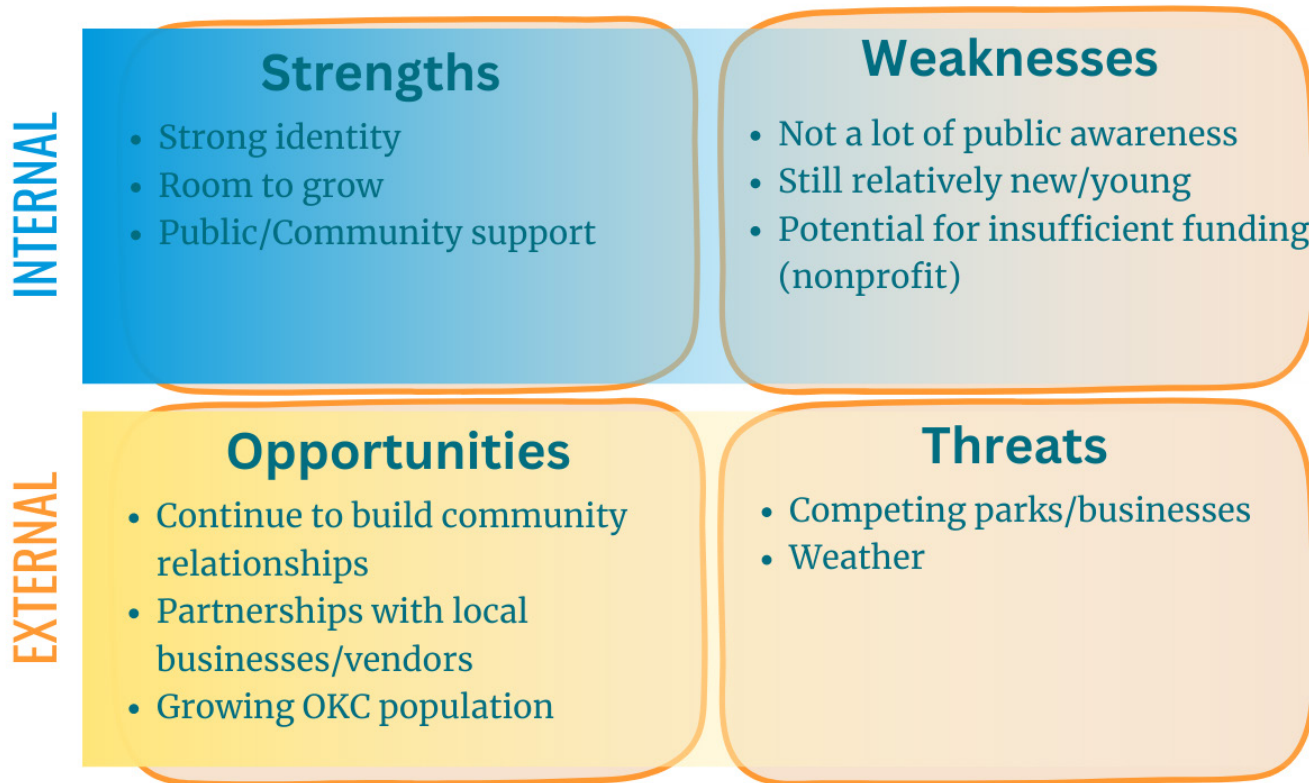 INTERNAL
Strengths
• Strong identity
• Room to grow
• Public/Community support
Weaknesses
• Not a lot of public awareness
• Still relatively new/young
• Potential for insufficient funding
(nonprofit)
EXTERNAL
Opportunities
• Continue to build community
relationships
• Partnerships with local
businesses/vendors
• Growing OKC population
Threats
• Competing parks/businesses
• Weather